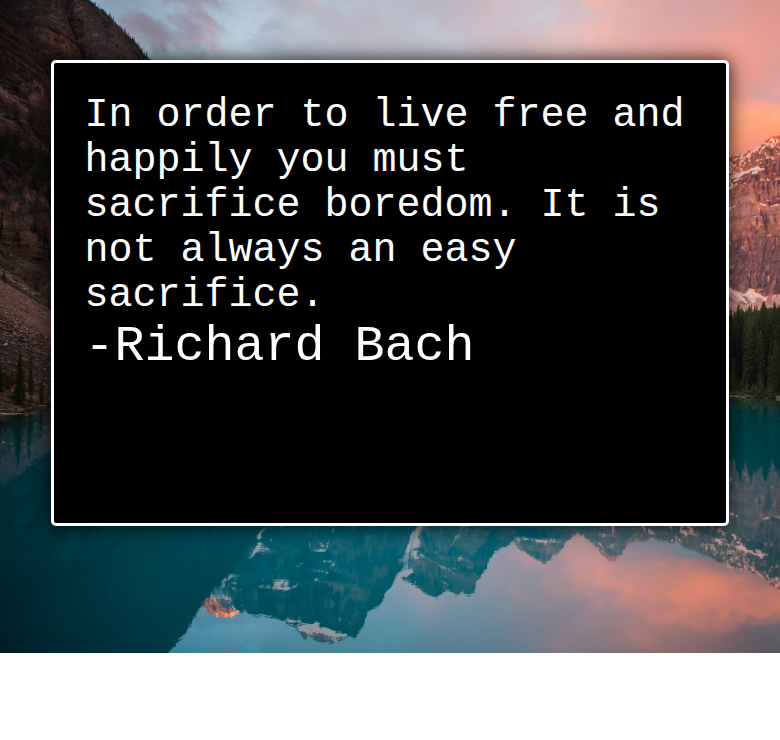 In order to live free and
happily you must
sacrifice boredom. It is
not always an easy
sacrifice.
-Richard Bach